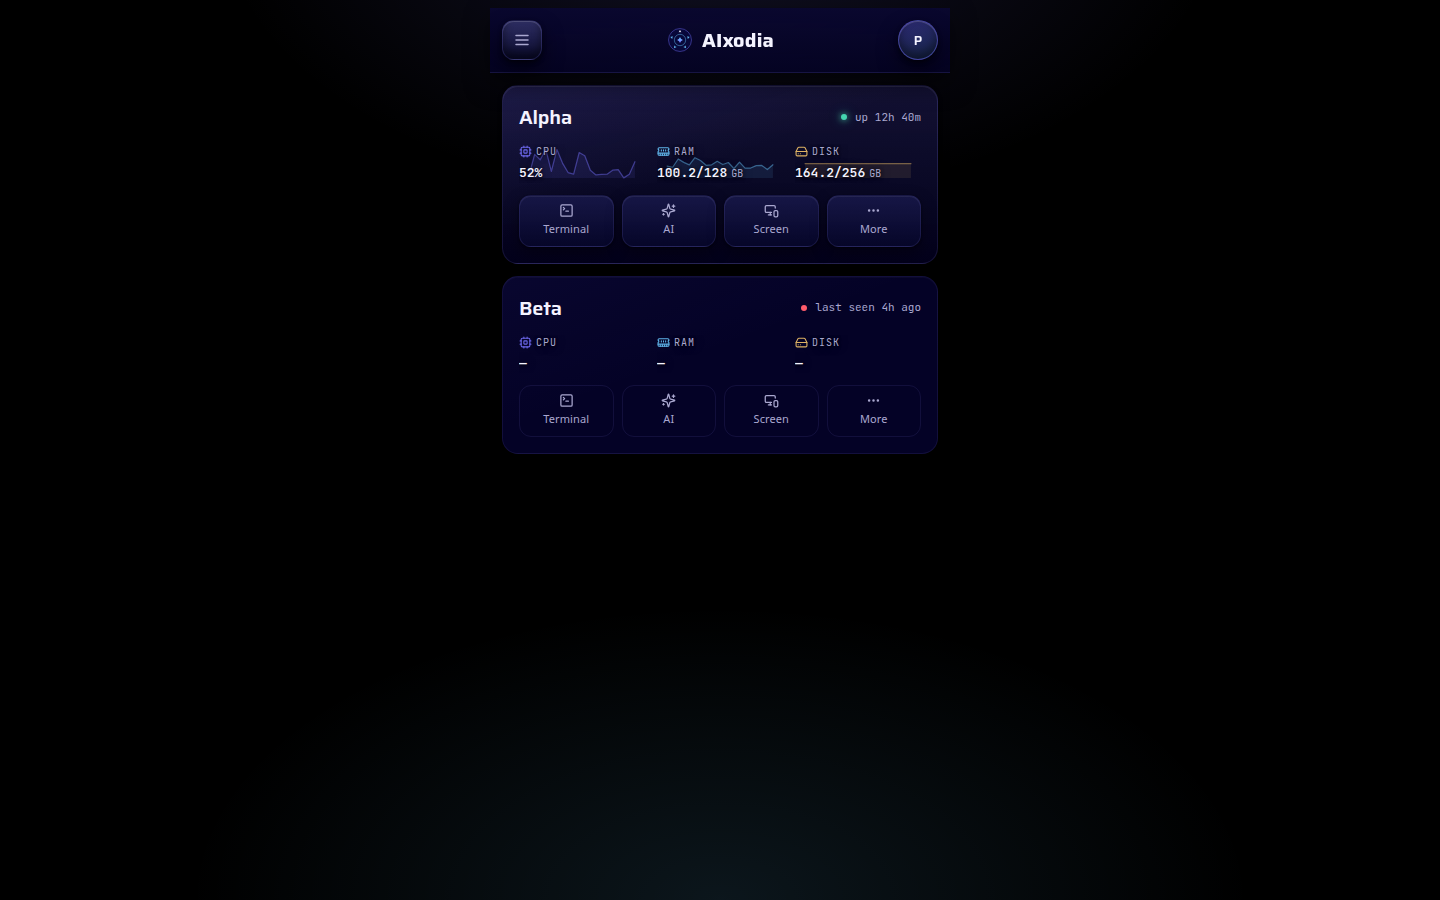 AIxodia
P
Alpha
up 12h 40m
CPU
RAM
DISK
52%
100.2/128 GB
164.2/256 GB
Terminal
AI
Screen
More
Beta
last seen 4h ago
CPU
RAM
DISK
—
—
—
Terminal
AI
Screen
More